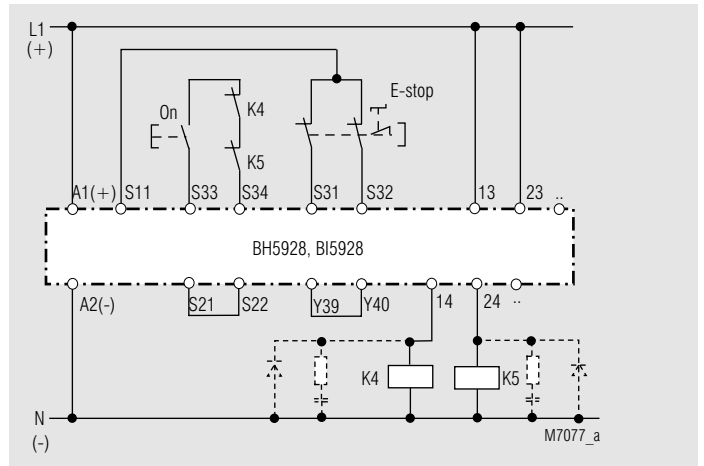 L1
(+)
E-stop
On
K4
K5
A1(+) S11 S33 S34 S31 S32 13 23 ..
BH5928, BI5928
A2(-) S21 S22 Y39 Y40 14 24 ..
K4 K5
N
(-)
M7077_a